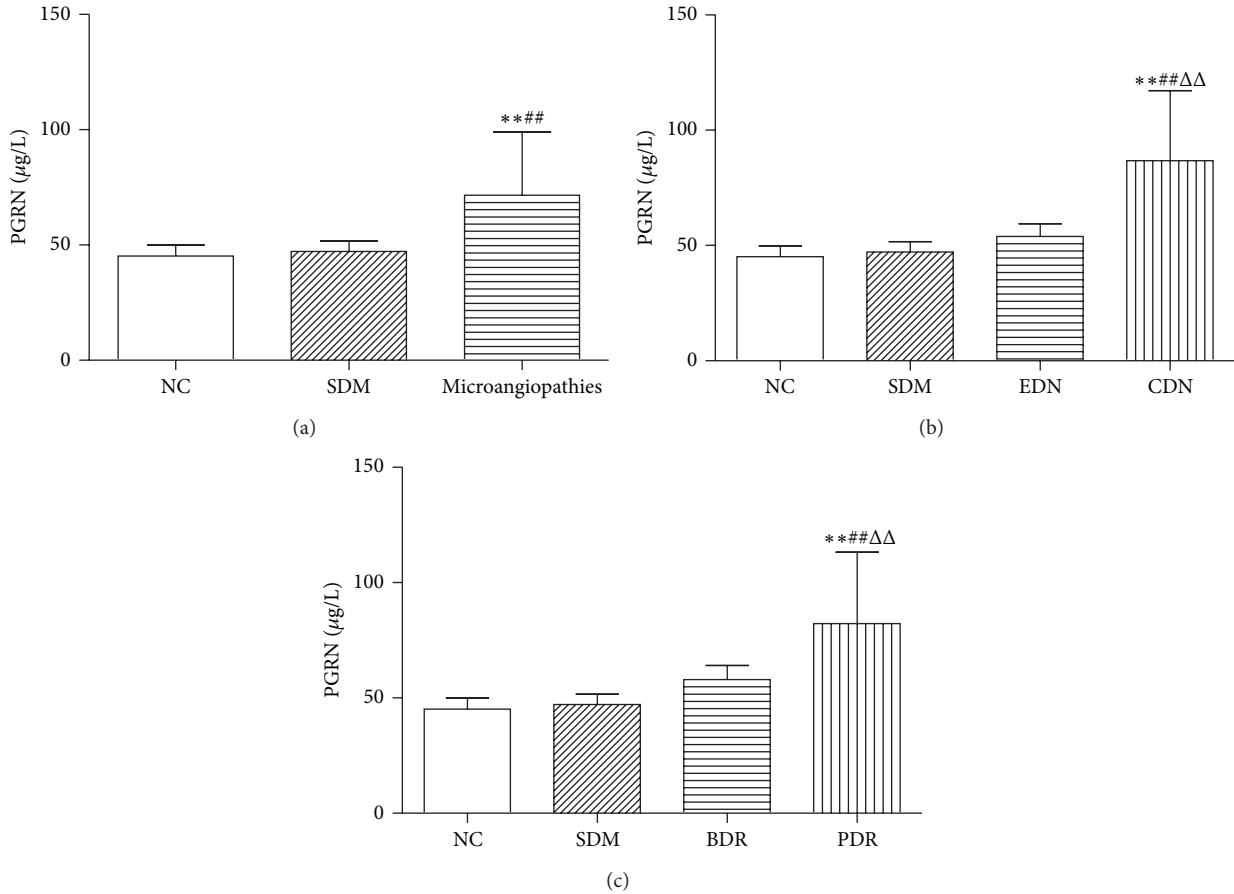 150
100
50
0
PGRN (μg/L)
**##
NC SDM Microangiopathies
(a)
150
100
50
0
PGRN (μg/L)
**##ΔΔ
NC SDM EDN CDN
(b)
150
100
50
0
PGRN (μg/L)
**##ΔΔ
NC SDM BDR PDR
(c)